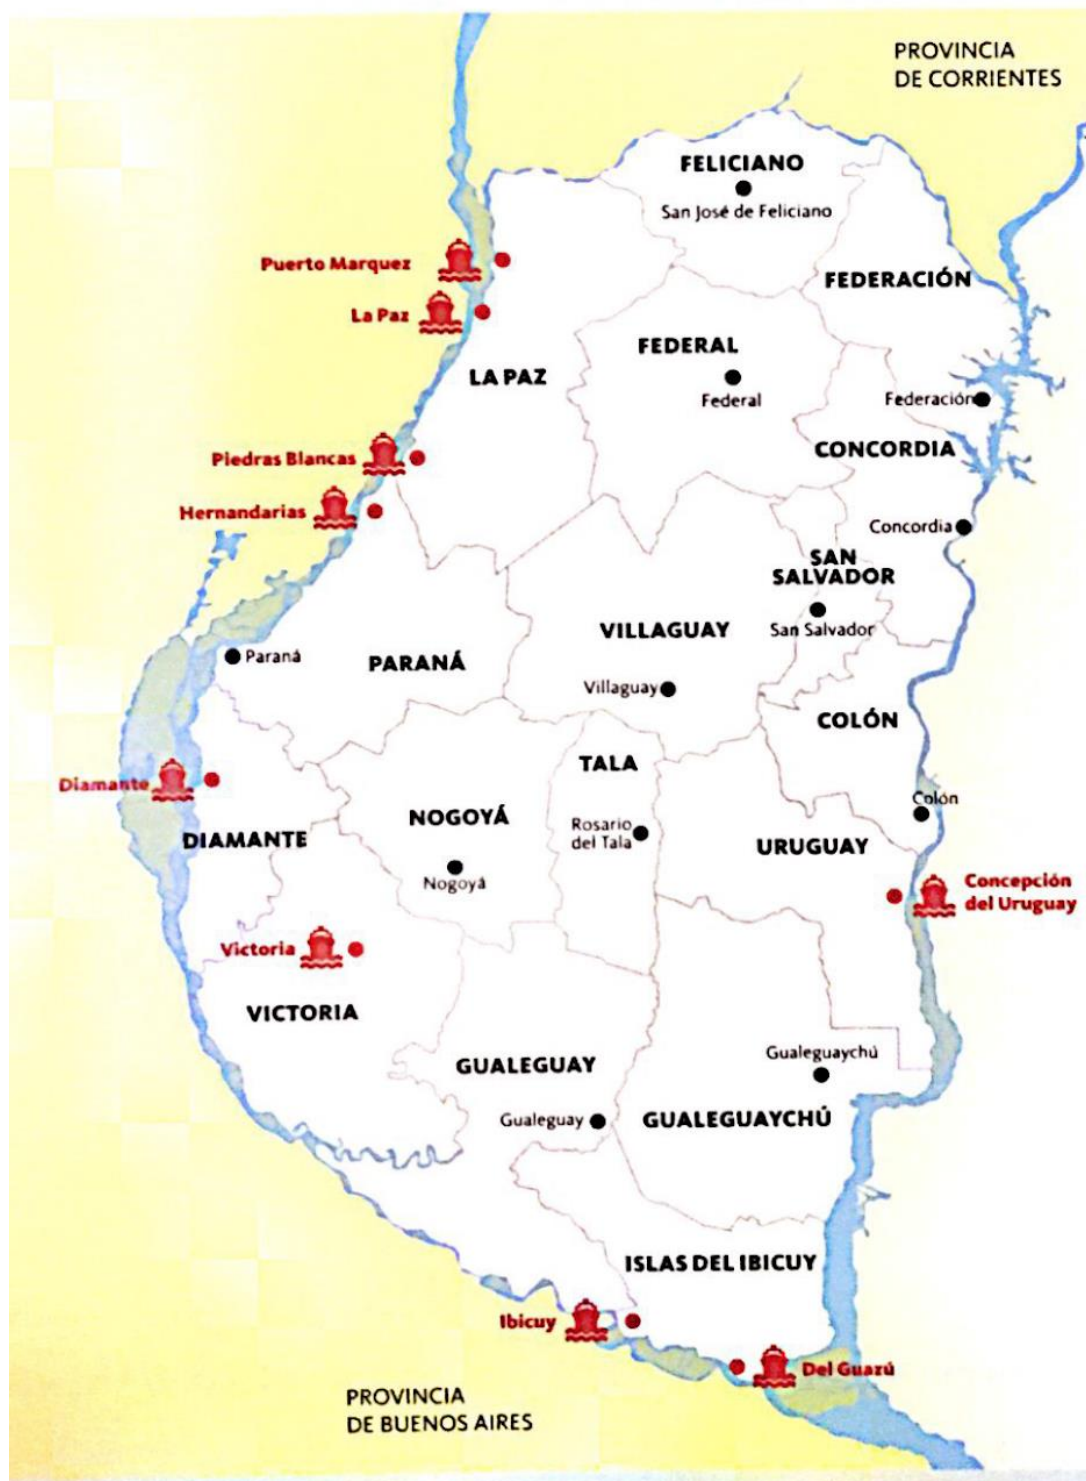 PROVINCIA
DE CORRIENTES
FELICIANO
San José de Feliciano
Puerto Marquez
FEDERACIÓN
La Paz
FEDERAL
LA PAZ
Federal
Federación
CONCORDIA
Piedras Blancas
Hernandarias
Concordia
SAN
SALVADOR
San Salvador
VILLAGUAY
Paraná
PARANÁ
Villaguay
COLÓN
TALA
Diamante
Colón
NOGOYÁ
Rosario
del Tala
DIAMANTE
URUGUAY
Nogoyá
Concepción
del Uruguay
Victoria
VICTORIA
Gualeguaychú
GUALEGUAY
Gualeguay
GUALEGUAYCHÚ
ISLAS DEL IBICUY
Ibicuy
Del Guazú
PROVINCIA
DE BUENOS AIRES